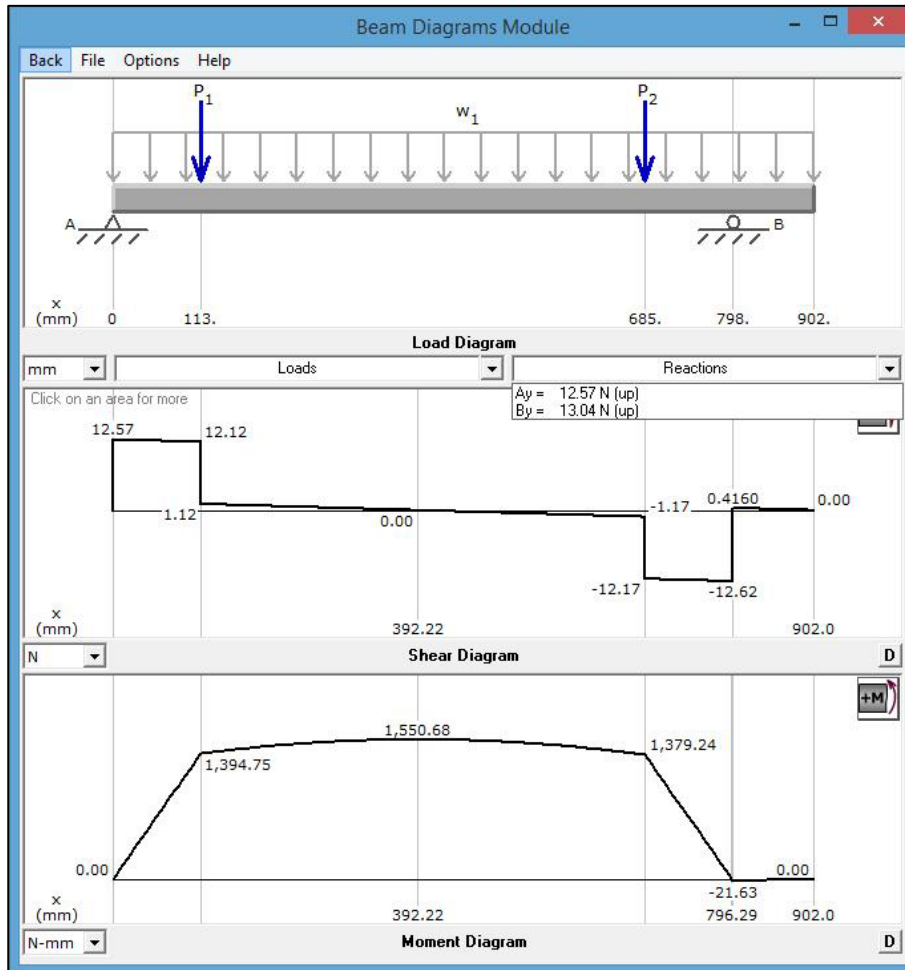 Beam Diagrams Module
Back File Options Help
P1 P2
w1
A B
x
(mm) 0 113. 685. 798. 902.
Load Diagram
mm Loads Reactions
Ay = 12.57 N (up)
By = 13.04 N (up)
Click on an area for more
12.57 12.12
1.12 0.00 -1.17 0.4160 0.00
-12.17 -12.62
x
(mm) 392.22 902.0
N Shear Diagram D
+M
1,550.68
1,394.75 1,379.24
0.00 0.00
-21.63
x
(mm) 392.22 796.29 902.0
N-mm Moment Diagram D